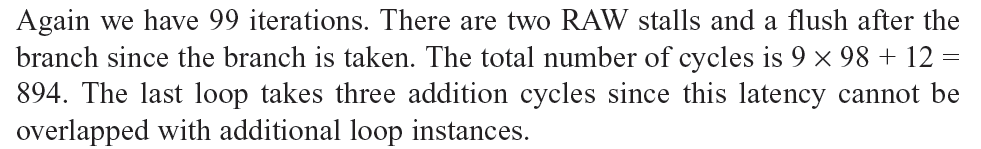 Again we have 99 iterations. There are two RAW stalls and a flush after the
branch since the branch is taken. The total number of cycles is 9 × 98 + 12 =
894. The last loop takes three addition cycles since this latency cannot be
overlapped with additional loop instances.